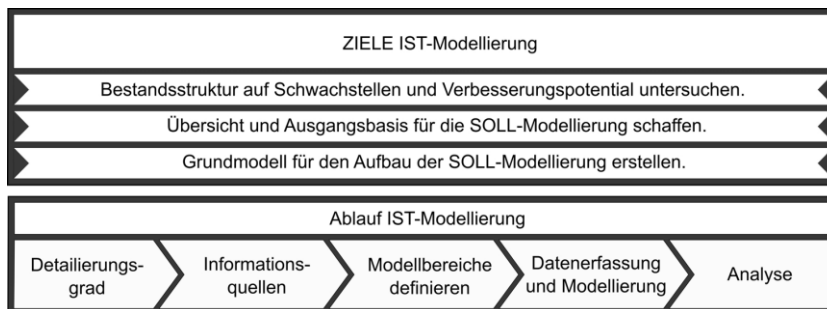 ZIELE IST-Modellierung
Bestandsstruktur auf Schwachstellen und Verbesserungspotential untersuchen.
Übersicht und Ausgangsbasis für die SOLL-Modellierung schaffen.
Grundmodell für den Aufbau der SOLL-Modellierung erstellen.
Ablauf IST-Modellierung
Detailierungs-
grad
Informations-
quellen
Modellbereiche
definieren
Datenerfassung
und Modellierung
Analyse